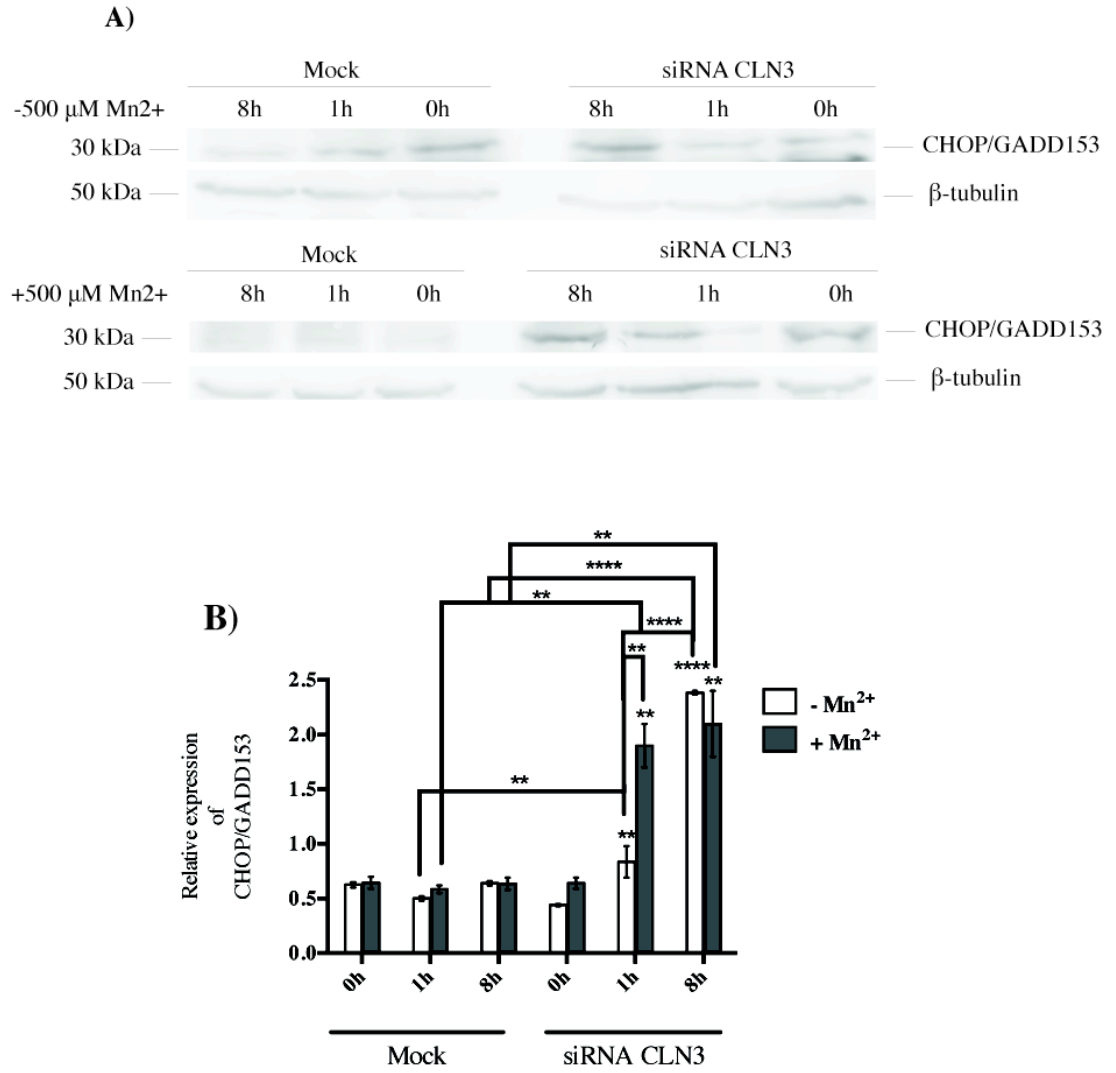 A)
Mock siRNA CLN3
-500 µM Mn2+ 8h 1h 0h 8h 1h 0h
30 kDa CHOP/GADD153
50 kDa β-tubulin
Mock siRNA CLN3
+500 µM Mn2+ 8h 1h 0h 8h 1h 0h
30 kDa CHOP/GADD153
50 kDa β-tubulin
**
****
**
B)
****
**
**** **
**
**
**
2.5
2.0
1.5
1.0
0.5
0.0
Relative expression
of
CHOP/GADD153
- Mn²⁺
+ Mn²⁺
0h 1h 8h 0h 1h 8h
Mock siRNA CLN3